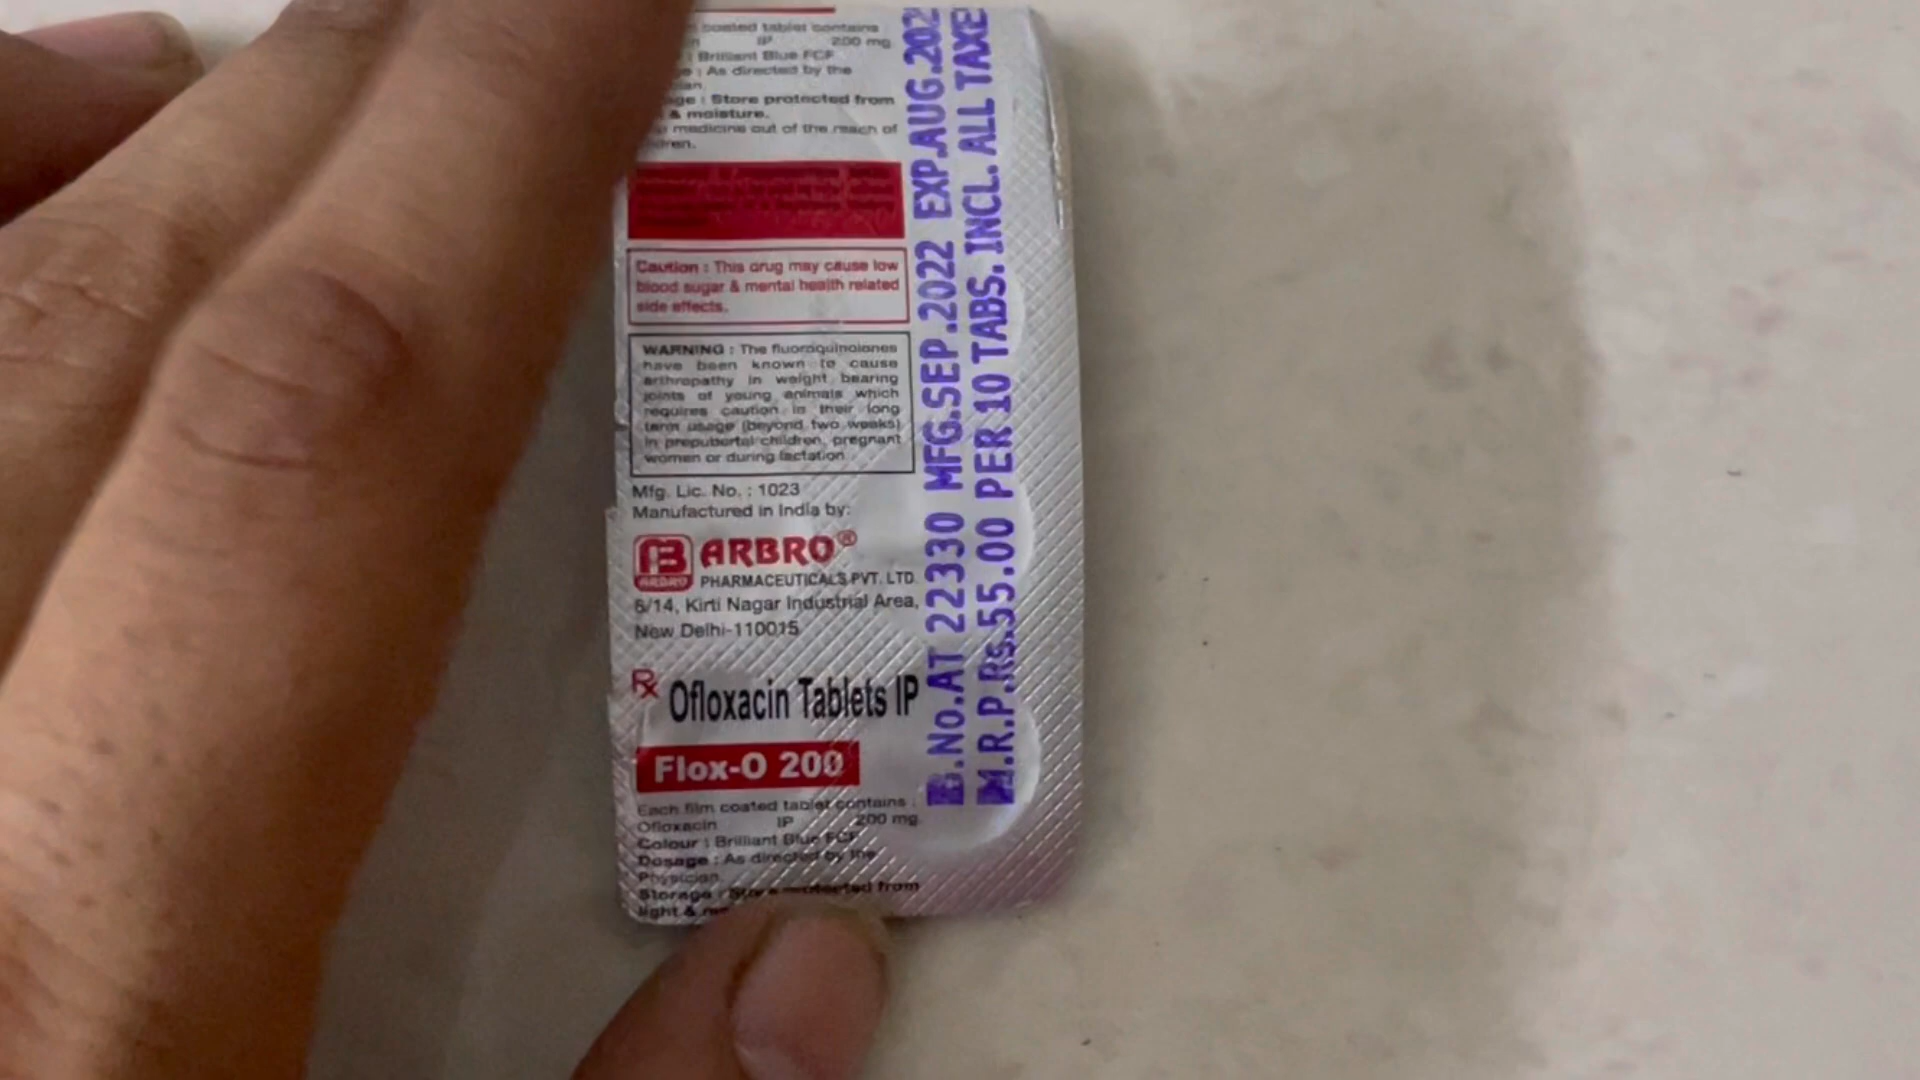 coated tablet contains
IP 200 mg
: Brilliant Blue FCF
: As directed by the
age : Store protected from
& moisture.
medicine out of the reach of
Caution : This drug may cause low
blood sugar & mental health related
side effects.
WARNING : The fluoroquinolones
have been known to cause
arthropathy in weight bearing
joints of young animals which
requires caution in their long
term usage (beyond two weeks)
in prepubertal children, pregnant
women or during lactation
Mfg. Lic. No. : 1023
Manufactured in India by:
ARBRO ARBRO®
PHARMACEUTICALS PVT. LTD.
6/14, Kirti Nagar Industrial Area,
New Delhi-110015
Rx Ofloxacin Tablets IP
Flox-O 200
Each film coated tablet contains :
Ofloxacin IP 200 mg
Colour : Brilliant Blue FCF
Dosage : As directed by the
Physician.
Storage : Store protected from
light &
B.No.AT 22330 MFG.SEP.2022 EXP.AUG.202
M.R.P.Rs.55.00 PER 10 TABS. INCL. ALL TAXE